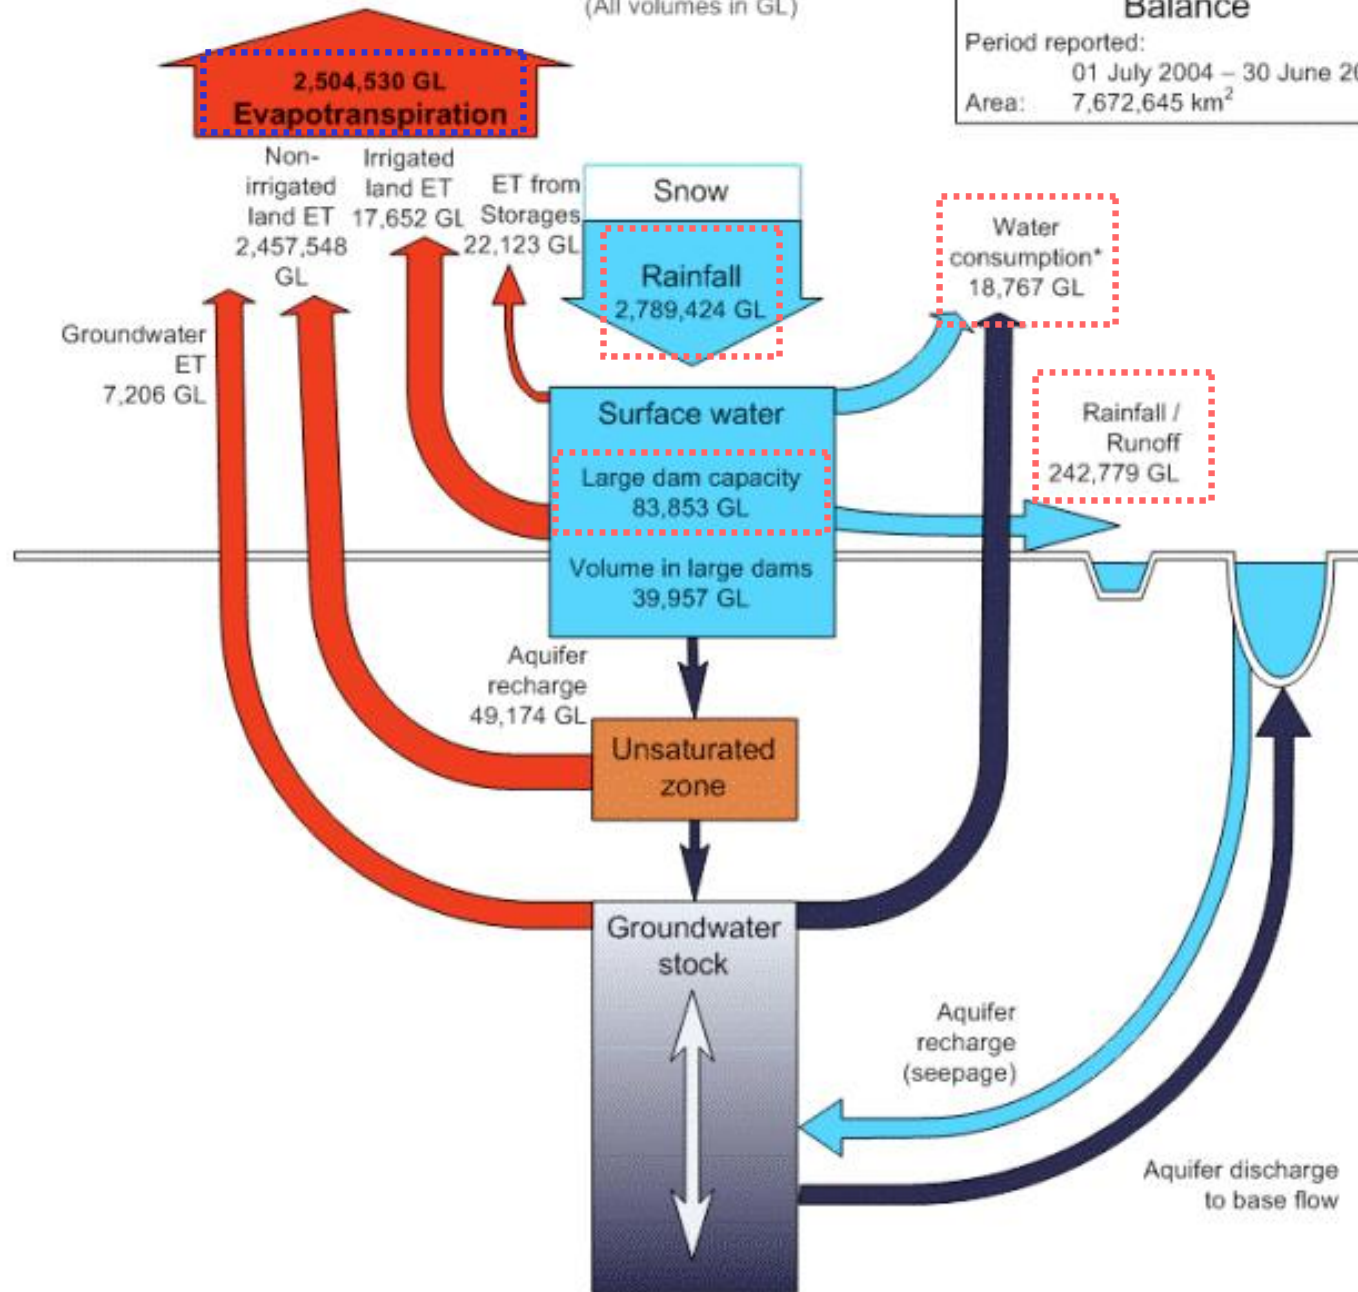 (All volumes in GL)
Balance
Period reported:
01 July 2004 – 30 June 20
Area: 7,672,645 km²
2,504,530 GL
Evapotranspiration
Non-
irrigated
land ET
2,457,548
GL
Irrigated
land ET
17,652 GL
ET from
Storages
22,123 GL
Snow
Rainfall
2,789,424 GL
Water
consumption*
18,767 GL
Groundwater
ET
7,206 GL
Surface water
Large dam capacity
83,853 GL
Volume in large dams
39,957 GL
Rainfall /
Runoff
242,779 GL
Aquifer
recharge
49,174 GL
Unsaturated
zone
Groundwater
stock
Aquifer
recharge
(seepage)
Aquifer discharge
to base flow